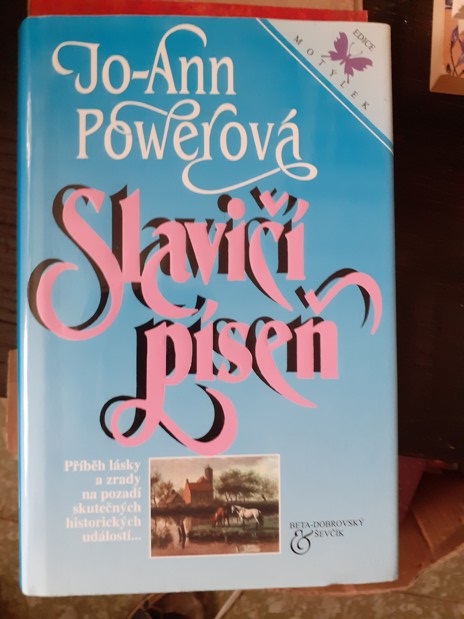 EDICE
MOTÝLEK
Jo-Ann
Powerová
Slavičí
píseň
Příběh lásky
a zrady
na pozadí
skutečných
historických
událostí...
BETA-DOBROVSKÝ
& ŠEVČÍK